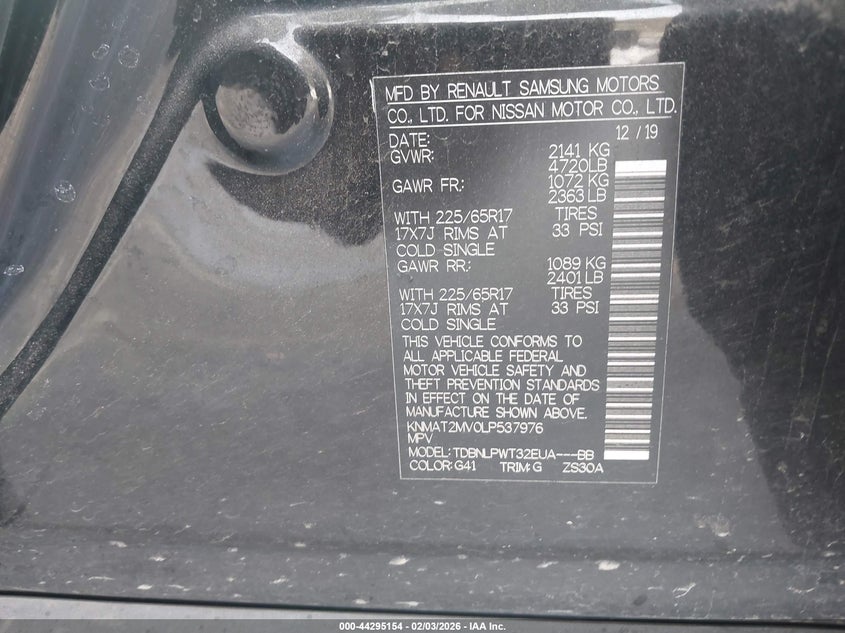 MFD BY RENAULT SAMSUNG MOTORS
CO., LTD. FOR NISSAN MOTOR CO., LTD.
DATE: 12 / 19
GVWR: 2141 KG
4720LB
GAWR FR: 1072 KG
2363 LB
WITH 225/65R17 TIRES
17X7J RIMS AT 33 PSI
COLD SINGLE
GAWR RR: 1089 KG
2401LB
WITH 225/65R17 TIRES
17X7J RIMS AT 33 PSI
COLD SINGLE
THIS VEHICLE CONFORMS TO
ALL APPLICABLE FEDERAL
MOTOR VEHICLE SAFETY AND
THEFT PREVENTION STANDARDS
IN EFFECT ON THE DATE OF
MANUFACTURE SHOWN ABOVE.
KNMAT2MV0LP537976
MPV
MODEL: TDBNLPWT32EUA---BB
COLOR: G41 TRIM: G ZS30A
000-44295154 - 02/03/2026 - IAA Inc.